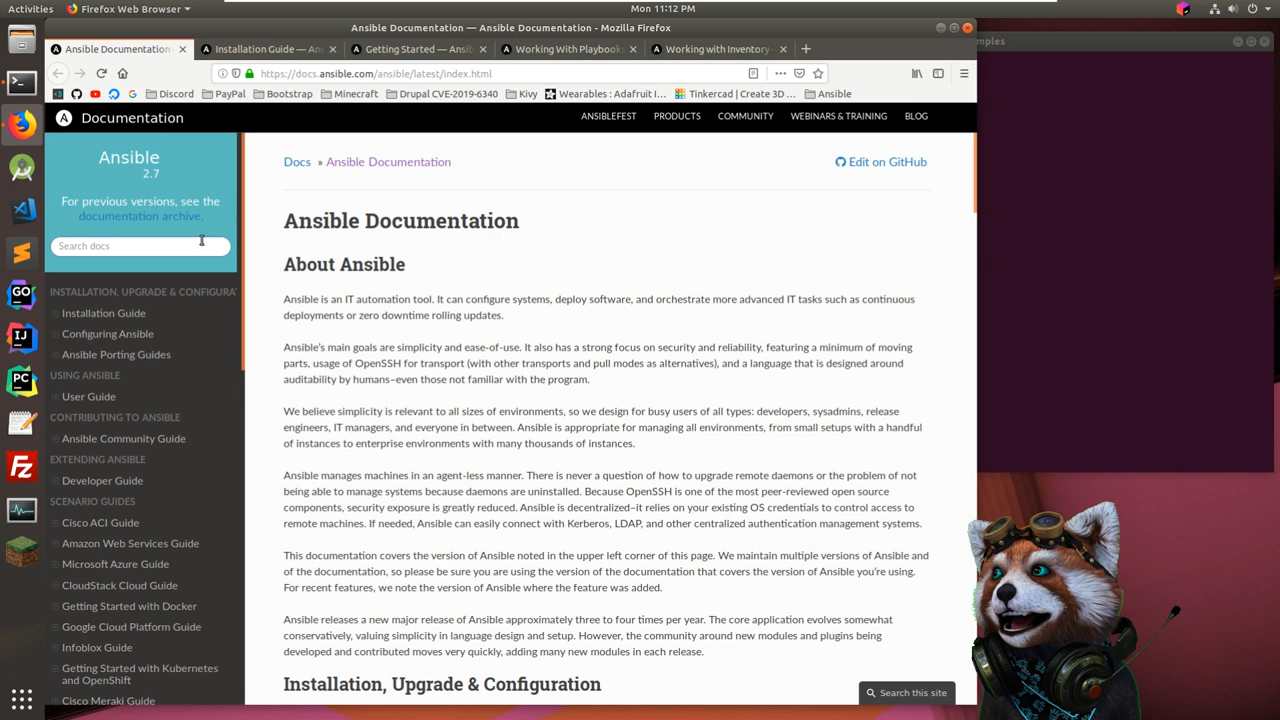 Activities
Firefox Web Browser
Mon 11:12 PM
Ansible Documentation — Ansible Documentation - Mozilla Firefox
mples
Ansible Documentation
Installation Guide — Ans
Getting Started — Ansib
Working With Playbooks
Working with Inventory
https://docs.ansible.com/ansible/latest/index.html
Discord
PayPal
Bootstrap
Minecraft
Drupal CVE-2019-6340
Kivy
Wearables : Adafruit I...
Tinkercad | Create 3D ...
Ansible
Documentation
ANSIBLEFEST
PRODUCTS
COMMUNITY
WEBINARS & TRAINING
BLOG
Ansible
2.7
For previous versions, see the
documentation archive.
Search docs
INSTALLATION, UPGRADE & CONFIGURAT
Installation Guide
Configuring Ansible
Ansible Porting Guides
USING ANSIBLE
User Guide
CONTRIBUTING TO ANSIBLE
Ansible Community Guide
EXTENDING ANSIBLE
Developer Guide
SCENARIO GUIDES
Cisco ACI Guide
Amazon Web Services Guide
Microsoft Azure Guide
CloudStack Cloud Guide
Getting Started with Docker
Google Cloud Platform Guide
Infoblox Guide
Getting Started with Kubernetes
and OpenShift
Cisco Meraki Guide
Docs » Ansible Documentation
Edit on GitHub
Ansible Documentation
About Ansible
Ansible is an IT automation tool. It can configure systems, deploy software, and orchestrate more advanced IT tasks such as continuous
deployments or zero downtime rolling updates.
Ansible's main goals are simplicity and ease-of-use. It also has a strong focus on security and reliability, featuring a minimum of moving
parts, usage of OpenSSH for transport (with other transports and pull modes as alternatives), and a language that is designed around
auditability by humans–even those not familiar with the program.
We believe simplicity is relevant to all sizes of environments, so we design for busy users of all types: developers, sysadmins, release
engineers, IT managers, and everyone in between. Ansible is appropriate for managing all environments, from small setups with a handful
of instances to enterprise environments with many thousands of instances.
Ansible manages machines in an agent-less manner. There is never a question of how to upgrade remote daemons or the problem of not
being able to manage systems because daemons are uninstalled. Because OpenSSH is one of the most peer-reviewed open source
components, security exposure is greatly reduced. Ansible is decentralized–it relies on your existing OS credentials to control access to
remote machines. If needed, Ansible can easily connect with Kerberos, LDAP, and other centralized authentication management systems.
This documentation covers the version of Ansible noted in the upper left corner of this page. We maintain multiple versions of Ansible and
of the documentation, so please be sure you are using the version of the documentation that covers the version of Ansible you're using.
For recent features, we note the version of Ansible where the feature was added.
Ansible releases a new major release of Ansible approximately three to four times per year. The core application evolves somewhat
conservatively, valuing simplicity in language design and setup. However, the community around new modules and plugins being
developed and contributed moves very quickly, adding many new modules in each release.
Installation, Upgrade & Configuration
Search this site
GO
IJ
PC
FZ